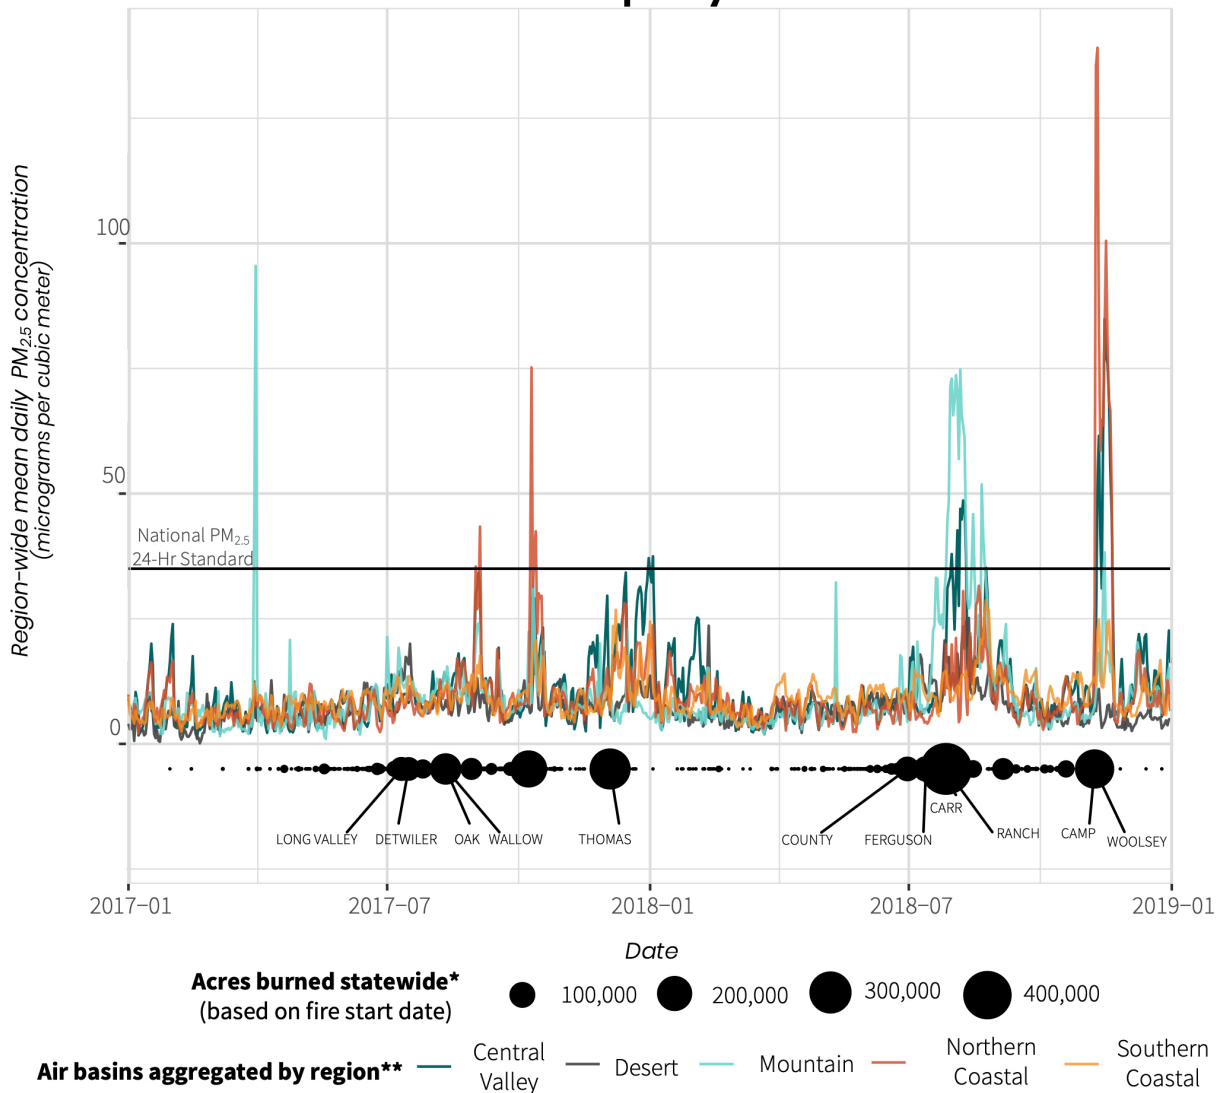 Region-wide mean daily PM2.5 concentration
(micrograms per cubic meter)
100
50
0
National PM2.5
24-Hr Standard
LONG VALLEY
DETWILER
OAK
WALLOW
THOMAS
COUNTY
FERGUSON
CARR
RANCH
CAMP
WOOLSEY
2017-01
2017-07
2018-01
2018-07
2019-01
Date
Acres burned statewide*
(based on fire start date)
100,000
200,000
300,000
400,000
Air basins aggregated by region**
Central
Valley
Desert
Mountain
Northern
Coastal
Southern
Coastal